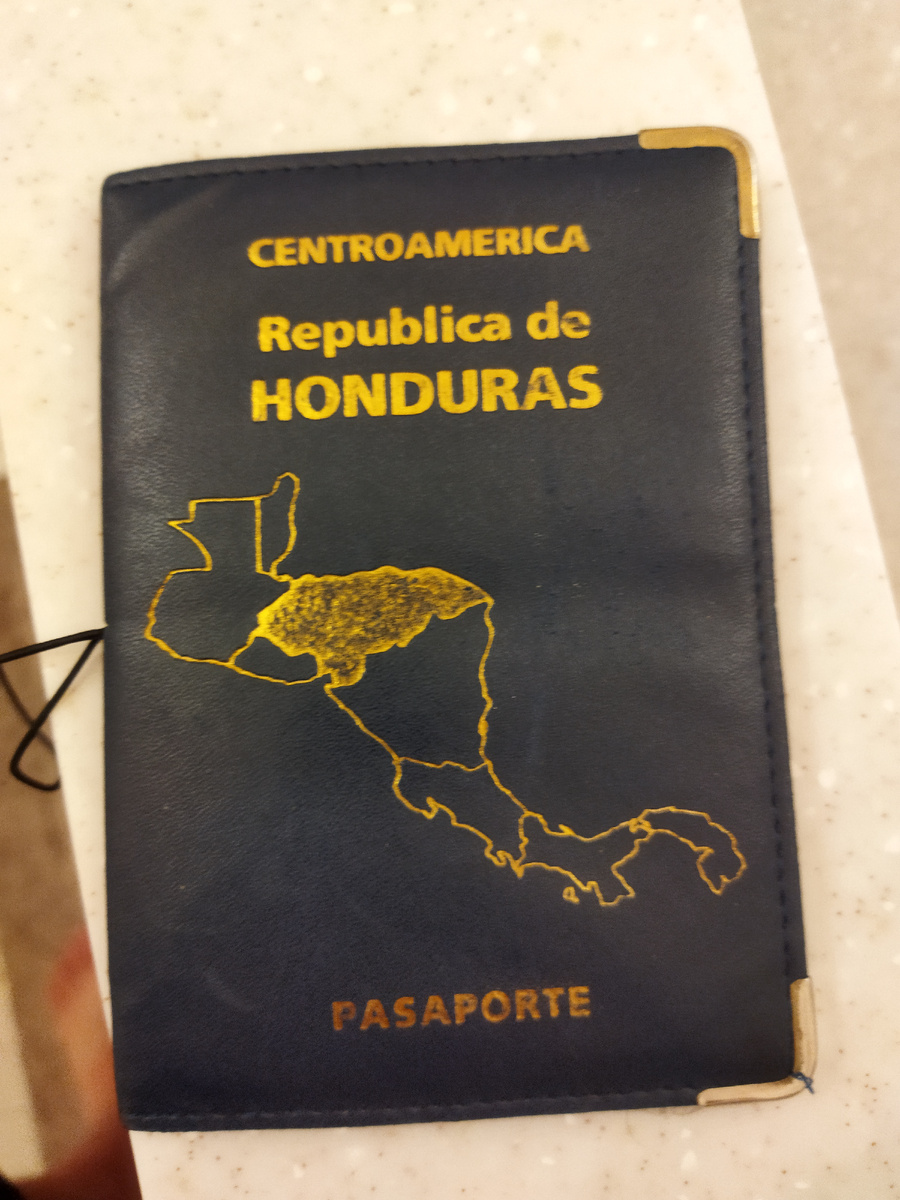 CENTROAMERICA
Republica de
HONDURAS
PASAPORTE